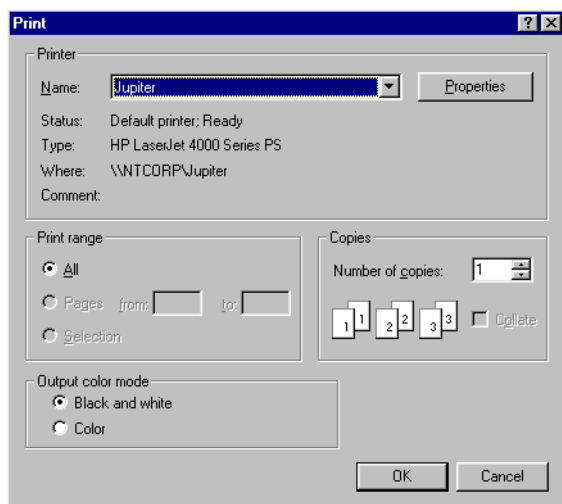 Print
Printer
Name: Jupiter Properties
Status: Default printer; Ready
Type: HP LaserJet 4000 Series PS
Where: \\NTCORP\Jupiter
Comment:
Print range
All
Pages from: to:
Selection
Copies
Number of copies: 1
1 1 2 2 3 3 Collate
Output color mode
Black and white
Color
OK Cancel